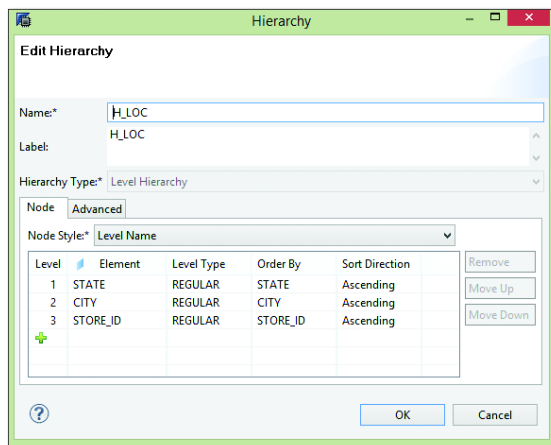 Hierarchy
Edit Hierarchy
Name:* H_LOC
Label: H_LOC
Hierarchy Type:* Level Hierarchy
Node Advanced
Node Style:* Level Name
Level Element Level Type Order By Sort Direction
1 STATE REGULAR STATE Ascending
2 CITY REGULAR CITY Ascending
3 STORE_ID REGULAR STORE_ID Ascending
Remove
Move Up
Move Down
OK Cancel